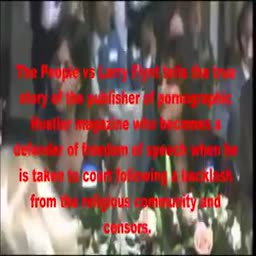 The People vs Larry Flynt tells the true
story of the publisher of pornographic
Hustler magazine who becomes a
defender of freedom of speech when he
is taken to court following a backlash
from the religious community and
censors.